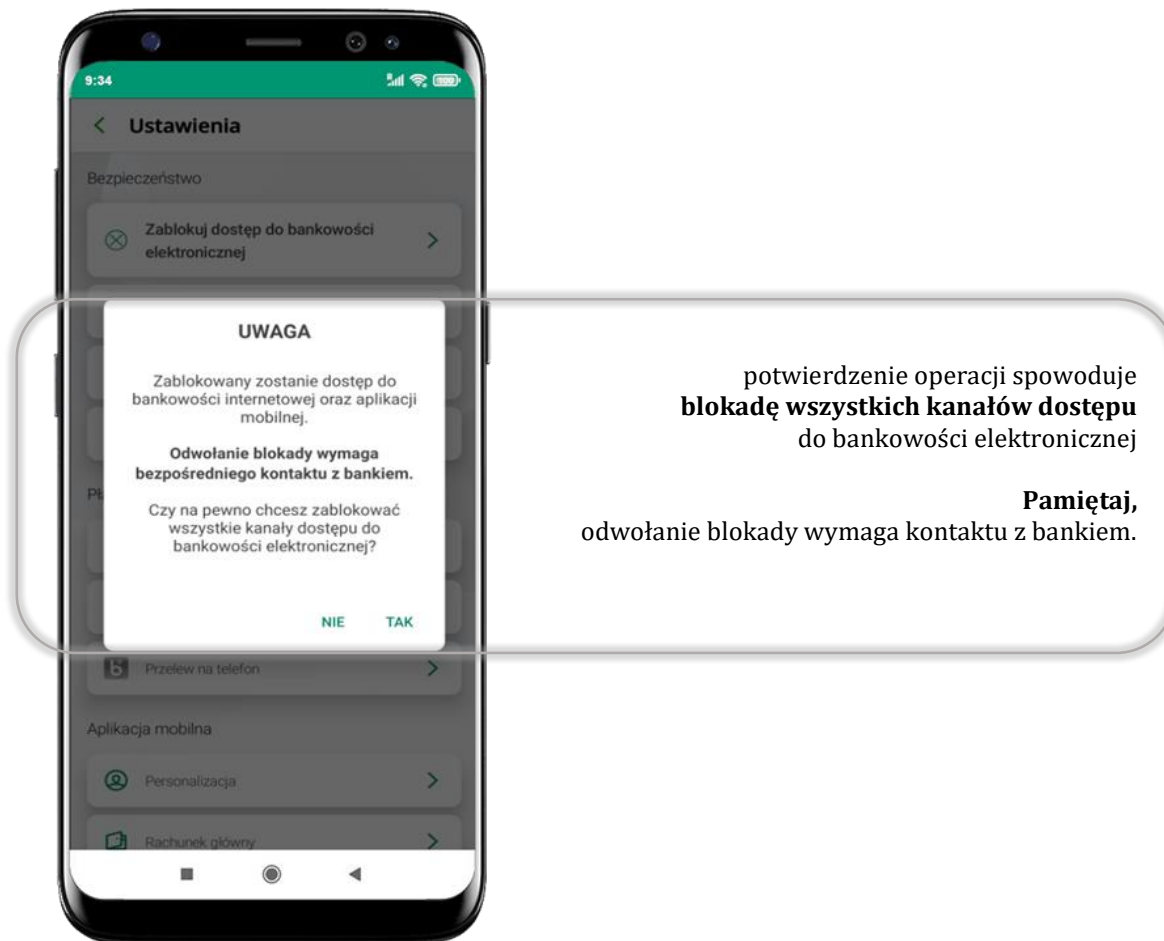 9:34
Ustawienia
Bezpieczeństwo
Zablokuj dostęp do bankowości
elektronicznej
UWAGA
Zablokowany zostanie dostęp do
bankowości internetowej oraz aplikacji
mobilnej.
Odwołanie blokady wymaga
bezpośredniego kontaktu z bankiem.
Czy na pewno chcesz zablokować
wszystkie kanały dostępu do
bankowości elektronicznej?
NIE TAK
Przelew na telefon
Aplikacja mobilna
Personalizacja
Rachunek główny
potwierdzenie operacji spowoduje
blokadę wszystkich kanałów dostępu
do bankowości elektronicznej
Pamiętaj,
odwołanie blokady wymaga kontaktu z bankiem.